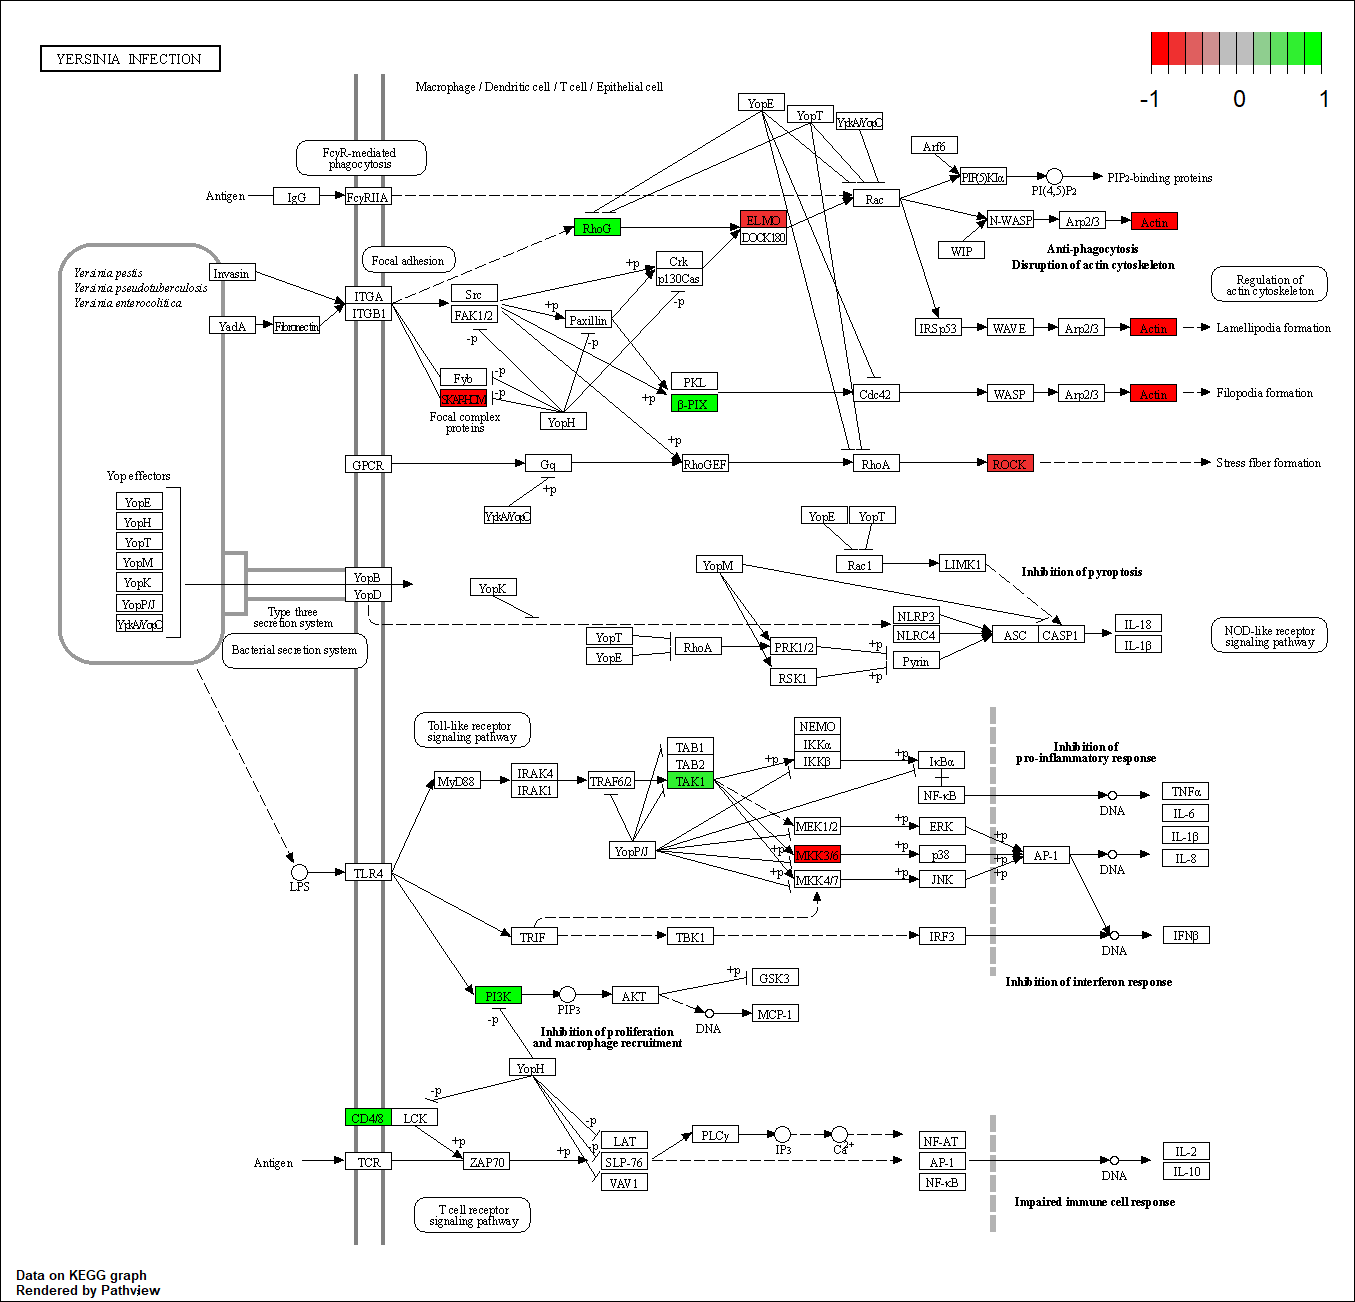 YERSINIA INFECTION
-1 0 1
Macrophage / Dendritic cell / T cell / Epithelial cell
YopE
YopT
YpkA/YopO
FcγR-mediated
phagocytosis
Arf6
Antigen
IgG
FcγRIIA
Rac
PIP(5)KIα
PI(4,5)P2
PIP2-binding proteins
RhoG
ELMO
DOCK180
N-WASP
Arp2/3
Actin
WIP
Anti-phagocytosis
Disruption of actin cytoskeleton
Focal adhesion
Yersinia pestis
Yersinia pseudotuberculosis
Yersinia enterocolitica
Invasin
YadA
Fibronectin
ITGA
ITGB1
Src
FAK1/2
+p
Crk
p130Cas
-p
+p
Paxillin
-p
-p
Regulation of
actin cytoskeleton
IRSp53
WAVE
Arp2/3
Actin
Lamellipodia formation
Fyb
-p
-p
Focal complex
proteins
YopH
PKL
β-PIX
+p
Cdc42
WASP
Arp2/3
Actin
Filopodia formation
GPCR
Gq
+p
+p
RhoGEF
RhoA
ROCK
Stress fiber formation
YpkA/YopO
Yop effectors
YopE
YopH
YopT
YopM
YopK
YopP/J
YpkA/YopO
YopB
YopD
Type three
secretion system
Bacterial secretion system
YopK
YopE
YopT
Rac1
LIMK1
YopM
Inhibition of pyroptosis
NLRP3
NLRC4
ASC
CASP1
IL-18
IL-1β
NOD-like receptor
signaling pathway
YopT
YopE
RhoA
PRK1/2
RSK1
+p
+p
Pyrin
Toll-like receptor
signaling pathway
MyD88
IRAK4
IRAK1
TRAF6/2
TAB1
TAB2
TAK1
NEMO
IKKα
IKKβ
+p
+p
IκBα
NF-κB
Inhibition of
pro-inflammatory response
DNA
TNFα
IL-6
IL-1β
IL-8
YopP/J
MEK1/2
+p
ERK
+p
+p
MKK3/6
+p
p38
+p
+p
MKK4/7
+p
JNK
+p
AP-1
DNA
LPS
TLR4
TRIF
TBK1
IRF3
DNA
IFNβ
Inhibition of interferon response
PI3K
PIP3
AKT
+p
GSK3
DNA
MCP-1
-p
Inhibition of proliferation
and macrophage recruitment
YopH
-p
CD4/8
LCK
+p
Antigen
TCR
ZAP70
+p
-p
-p
LAT
SLP-76
VAV1
PLCγ
IP3
Ca2+
NF-AT
AP-1
NF-κB
DNA
IL-2
IL-10
Impaired immune cell response
T cell receptor
signaling pathway
Data on KEGG graph
Rendered by Pathview